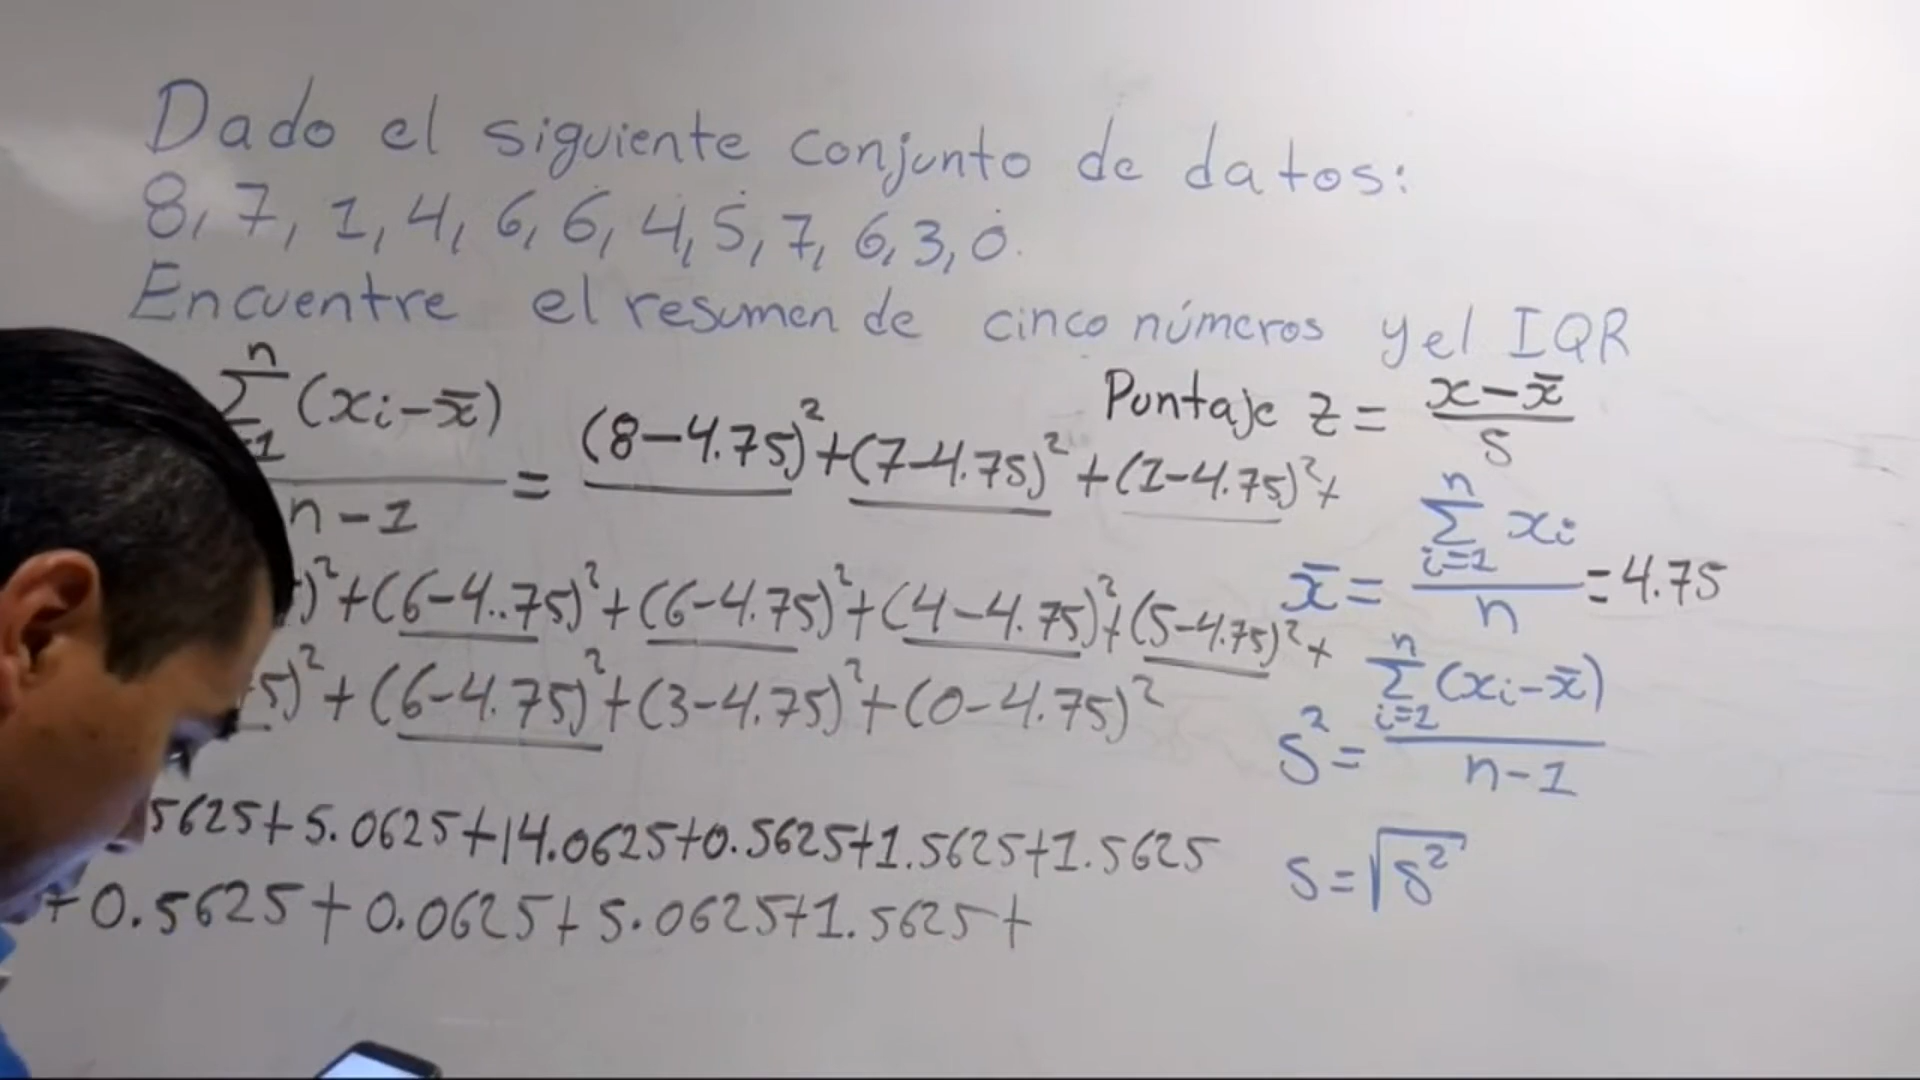 Dado el siguiente conjunto de datos:
8, 7, 1, 4, 6, 6, 4, 5, 7, 6, 3, 0.
Encuentre el resumen de cinco números y el IQR
n
Σ (xi-x̄)
=1
n-1
= (8-4.75)²+(7-4.75)²+(1-4.75)²+
)²+(6-4..75)²+(6-4.75)²+(4-4.75)²+(5-4.75)²+
5)²+(6-4.75)²+(3-4.75)²+(0-4.75)²
5625+5.0625+14.0625+0.5625+1.5625+1.5625
+0.5625+0.0625+5.0625+1.5625+
Puntaje z = x-x̄
s
n
x̄ = Σ xi = 4.75
i=1
n
n
s² = Σ (xi-x̄)
i=1
n-1
s=√s²